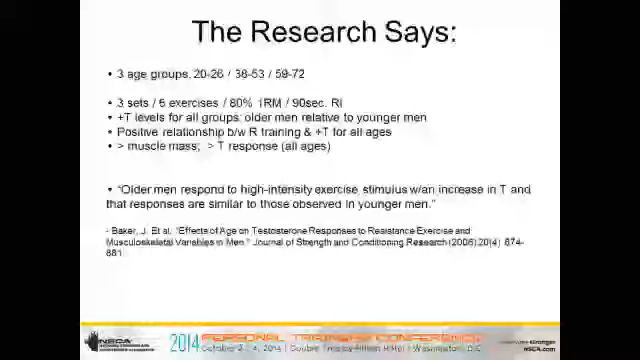 The Research Says:
• 3 age groups, 20-26 / 38-53 / 59-72
• 3 sets / 6 exercises / 80% 1RM / 90sec. RI
• +T levels for all groups: older men relative to younger men
• Positive relationship b/w R training & +T for all ages
• > muscle mass; > T response (all ages)
• "Older men respond to high-intensity exercise stimulus w/an increase in T and
that responses are similar to those observed in younger men."
- Baker, J. Et al. "Effects of Age on Testosterone Responses to Resistance Exercise and
Musculoskeletal Variables in Men." Journal of Strength and Conditioning Research (2006) 20(4) 874-
881
NSCA
2014 PERSONAL TRAINERS CONFERENCE
October 2014 | Hilton | Washington, D.C.
stronger
NSCA.com